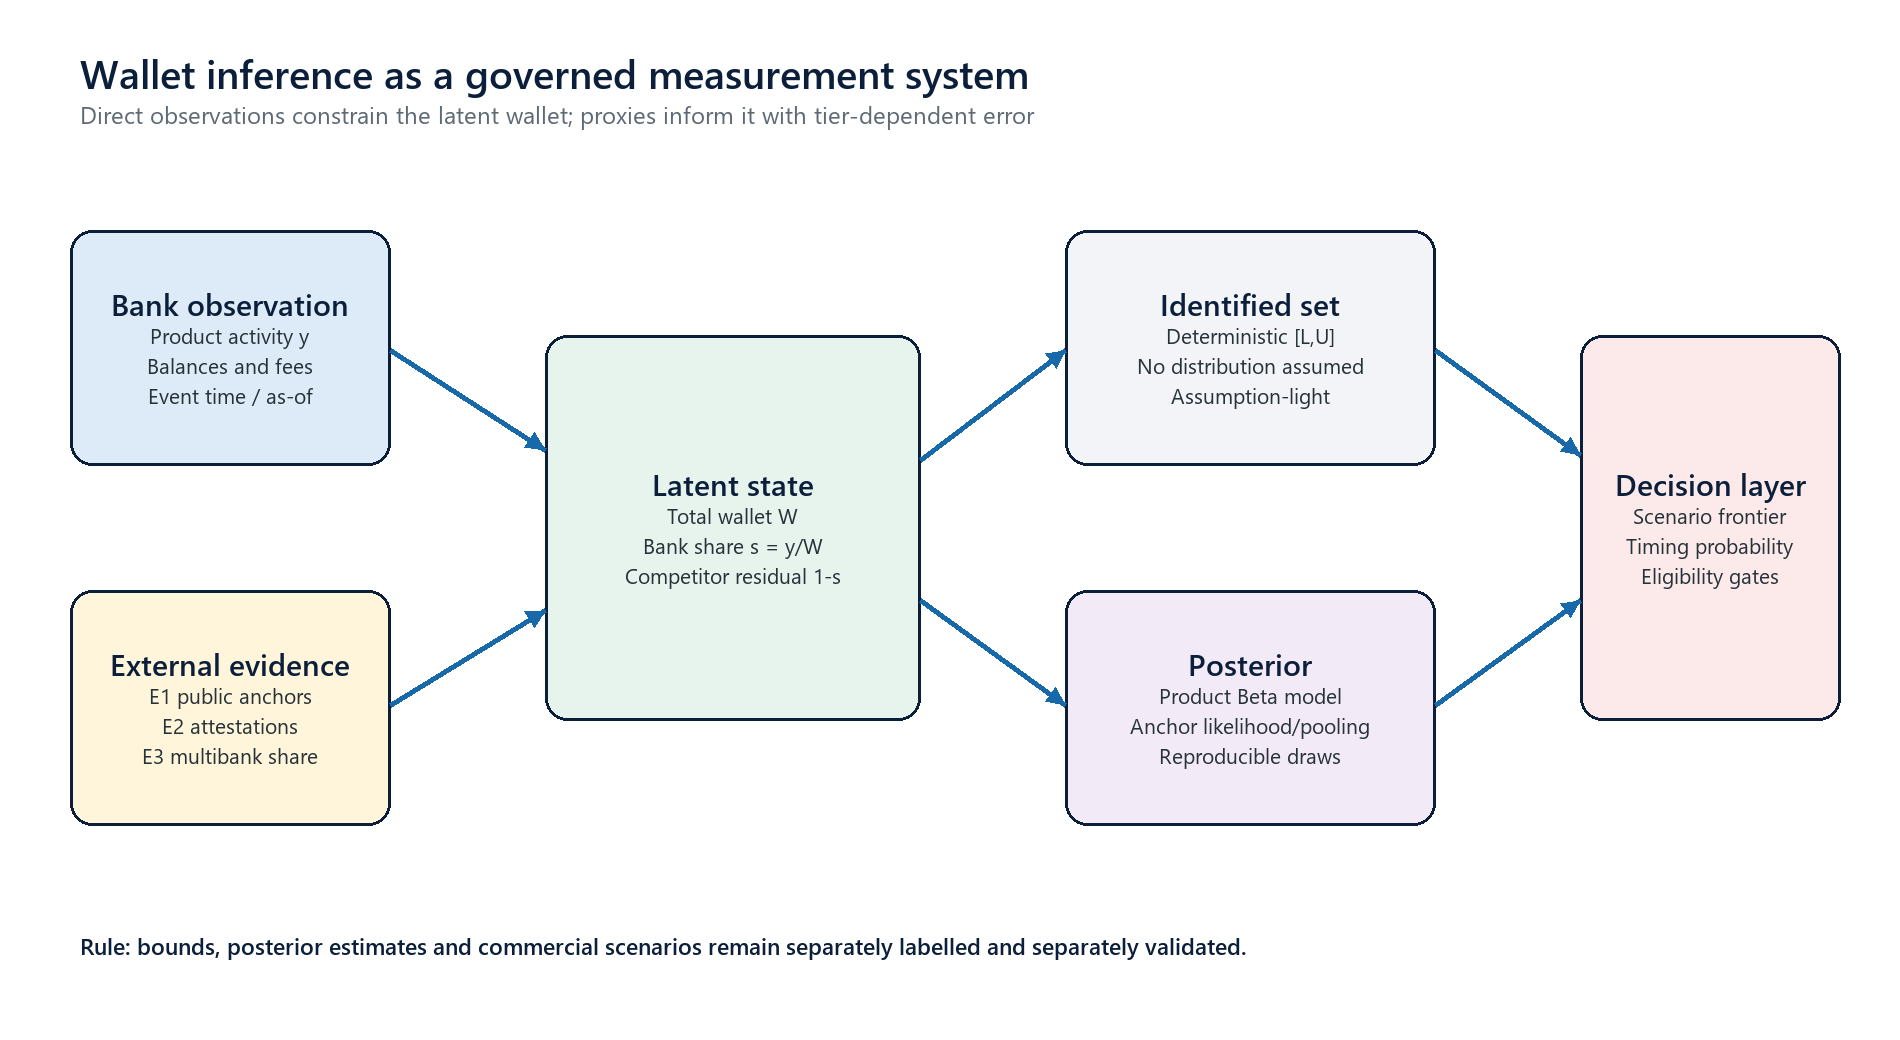 Wallet inference as a governed measurement system
Direct observations constrain the latent wallet; proxies inform it with tier-dependent error
Bank observation
Product activity y
Balances and fees
Event time / as-of
External evidence
E1 public anchors
E2 attestations
E3 multibank share
Latent state
Total wallet W
Bank share s = y/W
Competitor residual 1-s
Identified set
Deterministic [L,U]
No distribution assumed
Assumption-light
Posterior
Product Beta model
Anchor likelihood/pooling
Reproducible draws
Decision layer
Scenario frontier
Timing probability
Eligibility gates
Rule: bounds, posterior estimates and commercial scenarios remain separately labelled and separately validated.